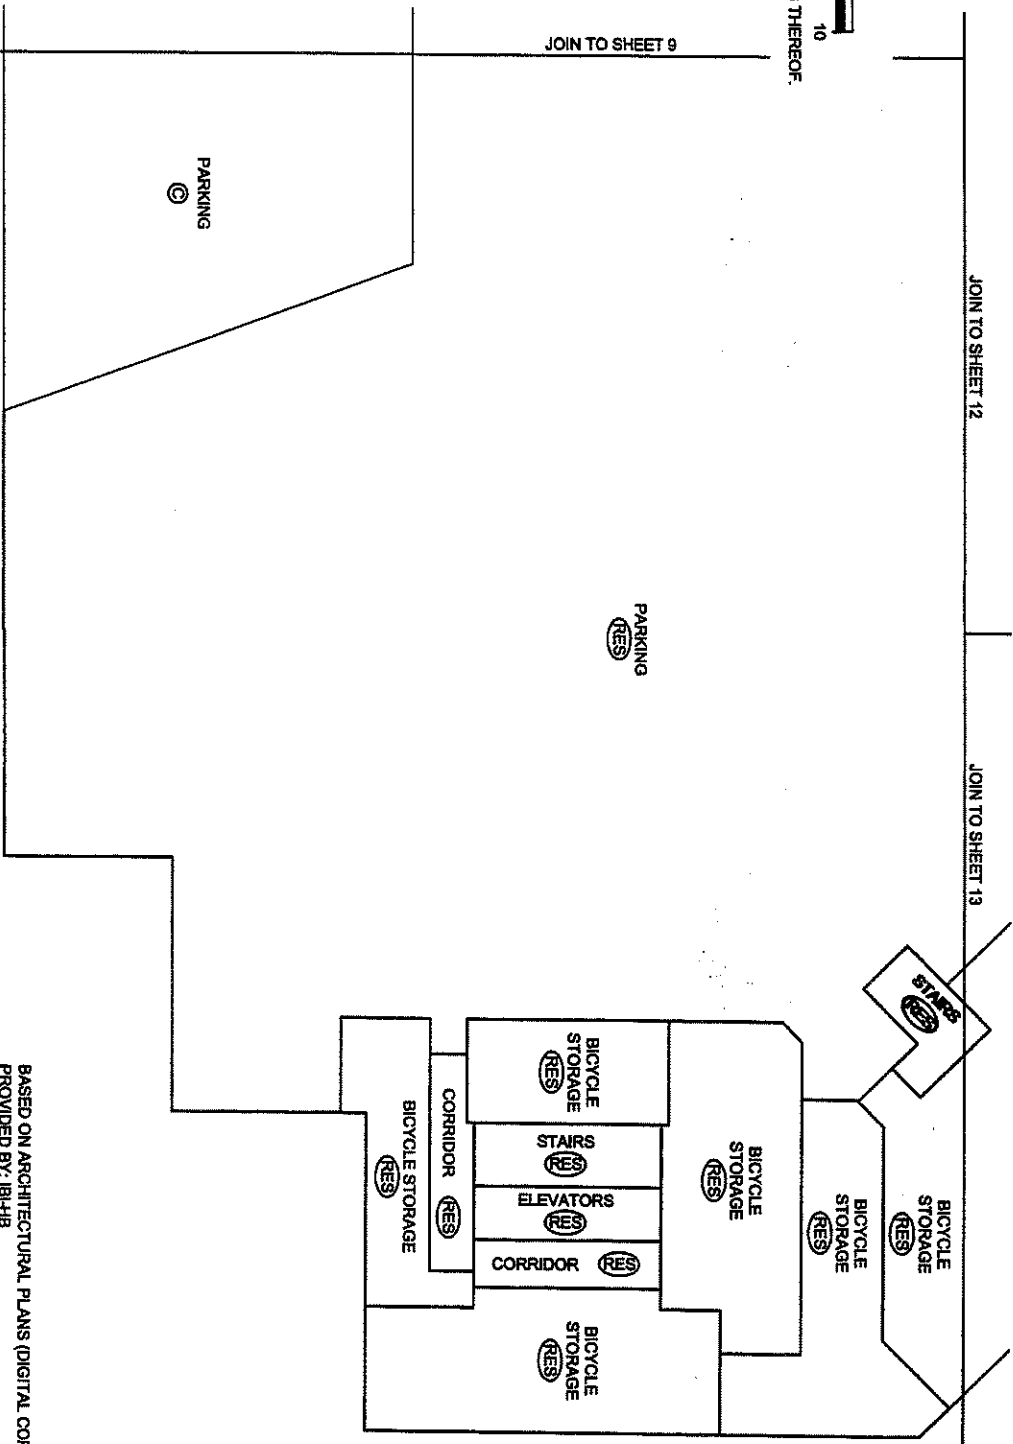 10
THEREOF.
JOIN TO SHEET 9
JOIN TO SHEET 12
JOIN TO SHEET 13
PARKING
C
PARKING
RES
STAIRS
RES
BICYCLE
STORAGE
RES
BICYCLE
STORAGE
RES
BICYCLE
STORAGE
RES
BICYCLE
STORAGE
RES
STAIRS
RES
ELEVATORS
RES
CORRIDOR RES
CORRIDOR RES
BICYCLE STORAGE
RES
BICYCLE
STORAGE
RES
BASED ON ARCHITECTURAL PLANS (DIGITAL
PROVIDED BY: IBI-HB